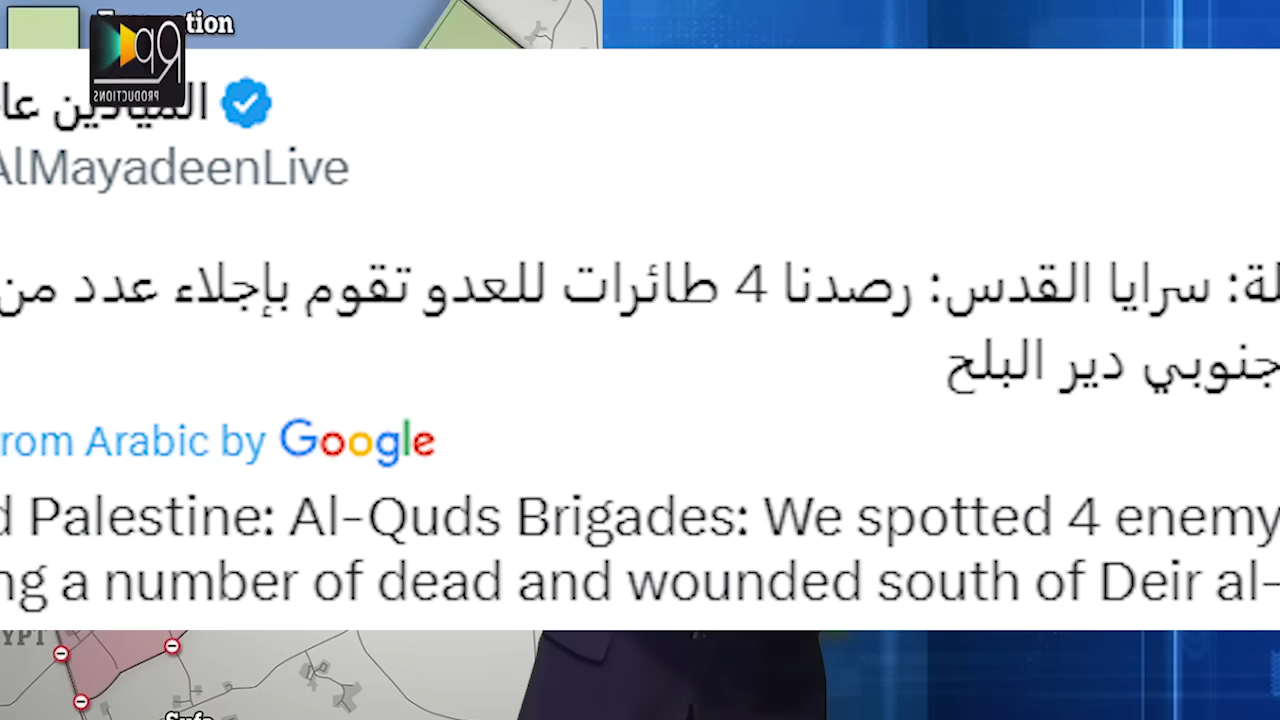 الميادين عا
AlMayadeenLive
لة: سرايا القدس: رصدنا 4 طائرات للعدو تقوم بإجلاء عدد من
جنوبي دير البلح
rom Arabic by Google
d Palestine: Al-Quds Brigades: We spotted 4 enemy
ng a number of dead and wounded south of Deir al-
YPT
Sufa